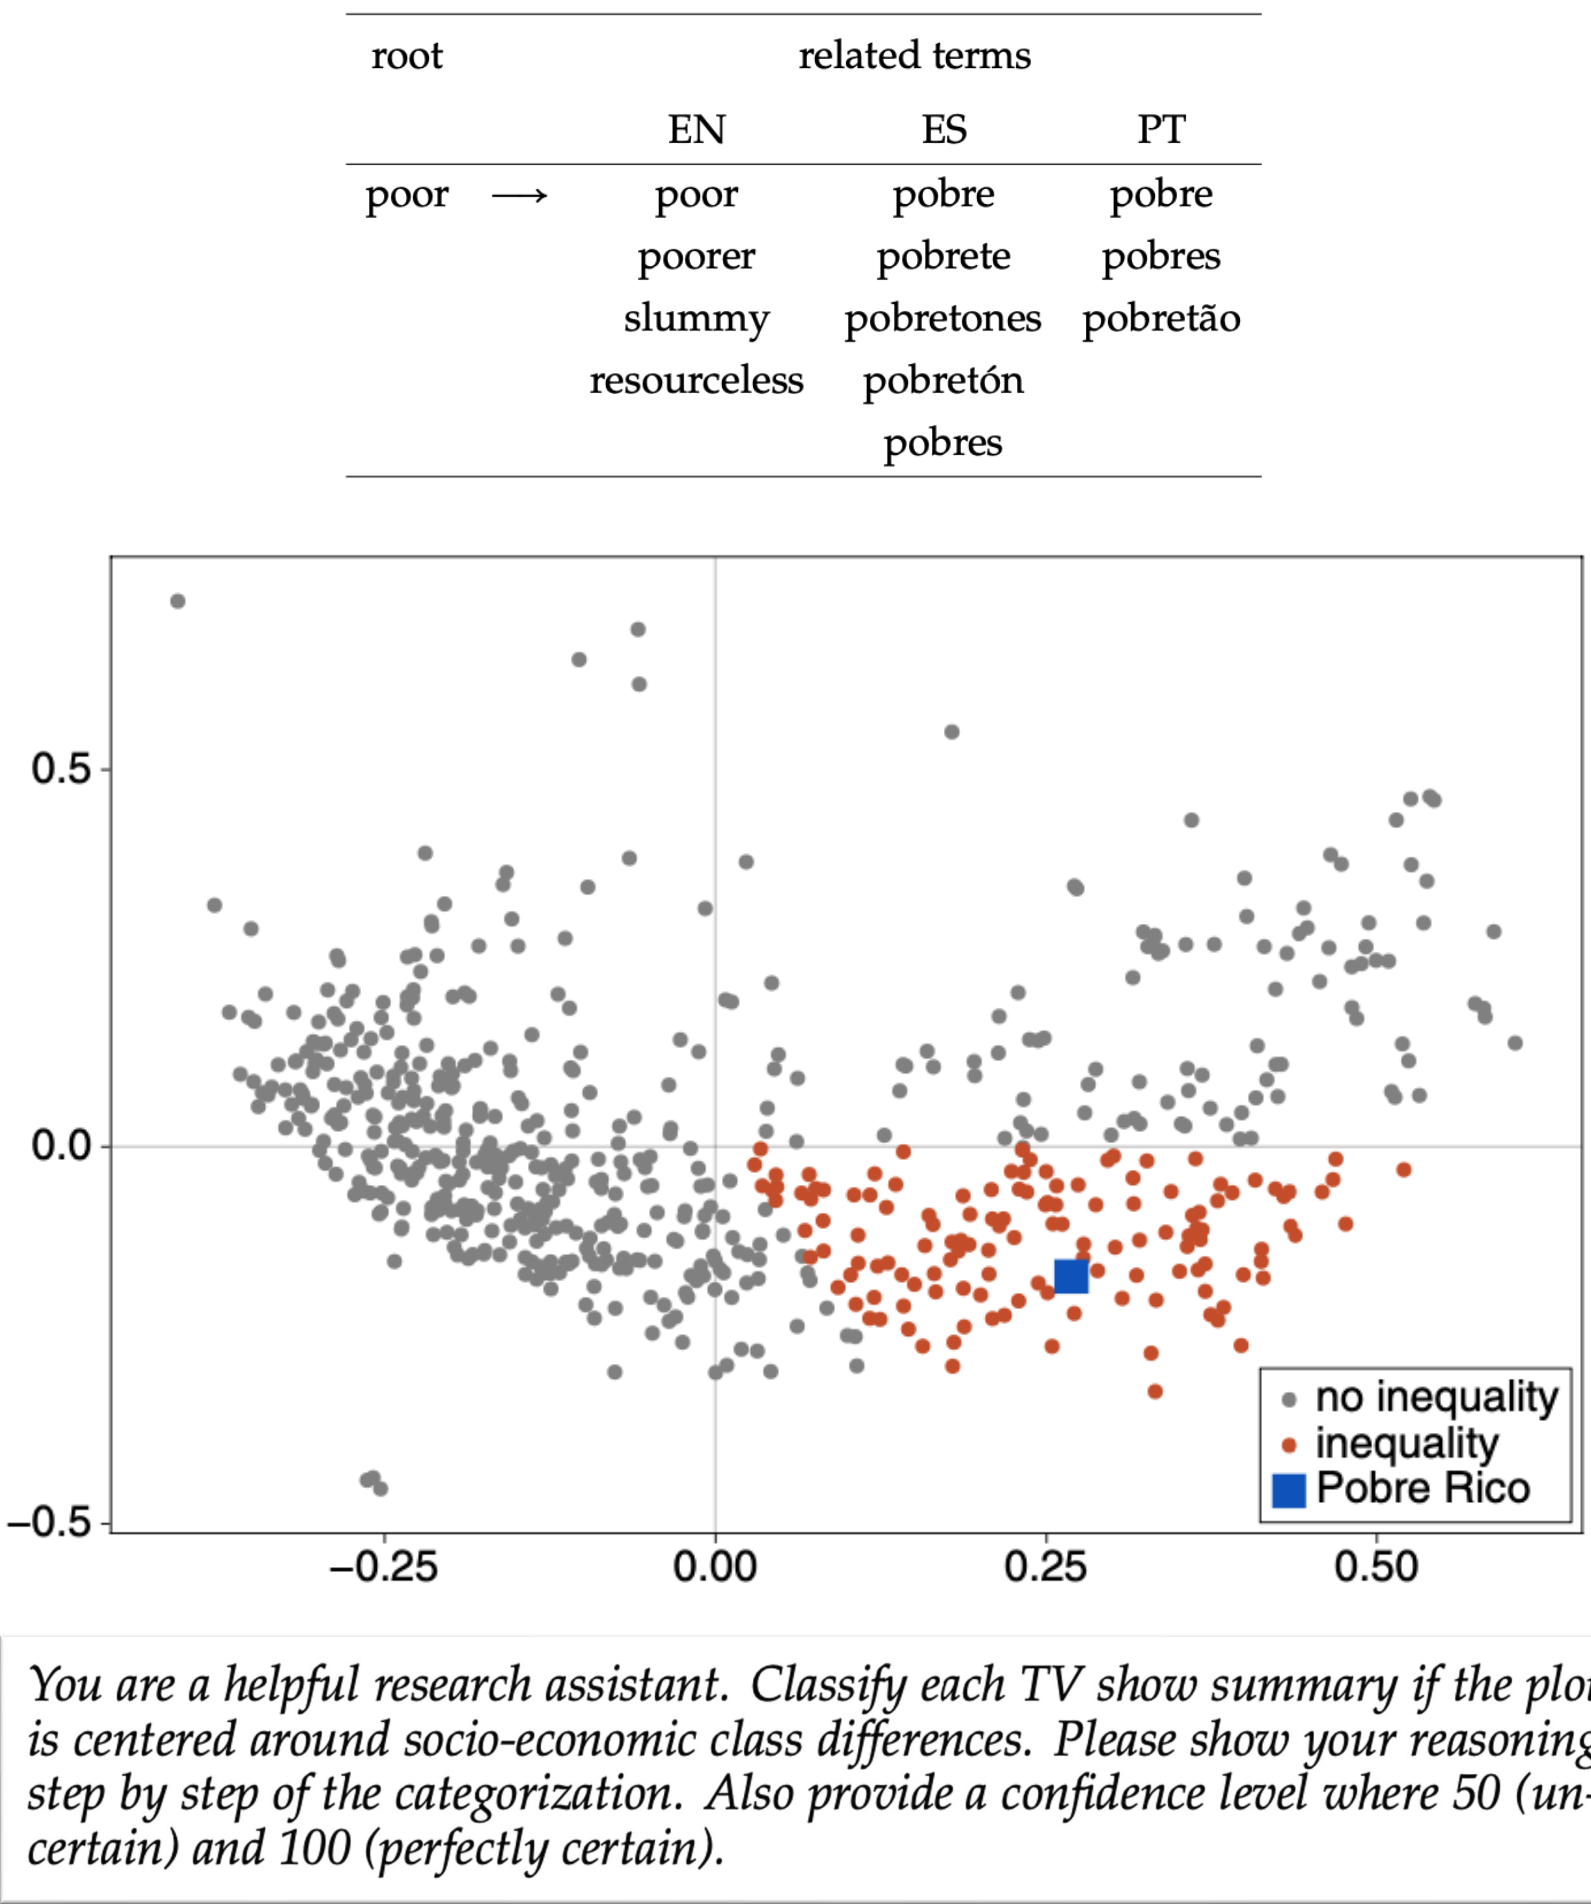 root related terms
EN ES PT
poor ⟶ poor pobre pobre
poorer pobrete pobres
slummy pobretones pobretão
resourceless pobretón
pobres
0.5
0.0
−0.5
−0.25 0.00 0.25 0.50
no inequality
inequality
Pobre Rico
You are a helpful research assistant. Classify each TV show summary if the plot
is centered around socio-economic class differences. Please show your reasoning
step by step of the categorization. Also provide a confidence level where 50 (un-
certain) and 100 (perfectly certain).